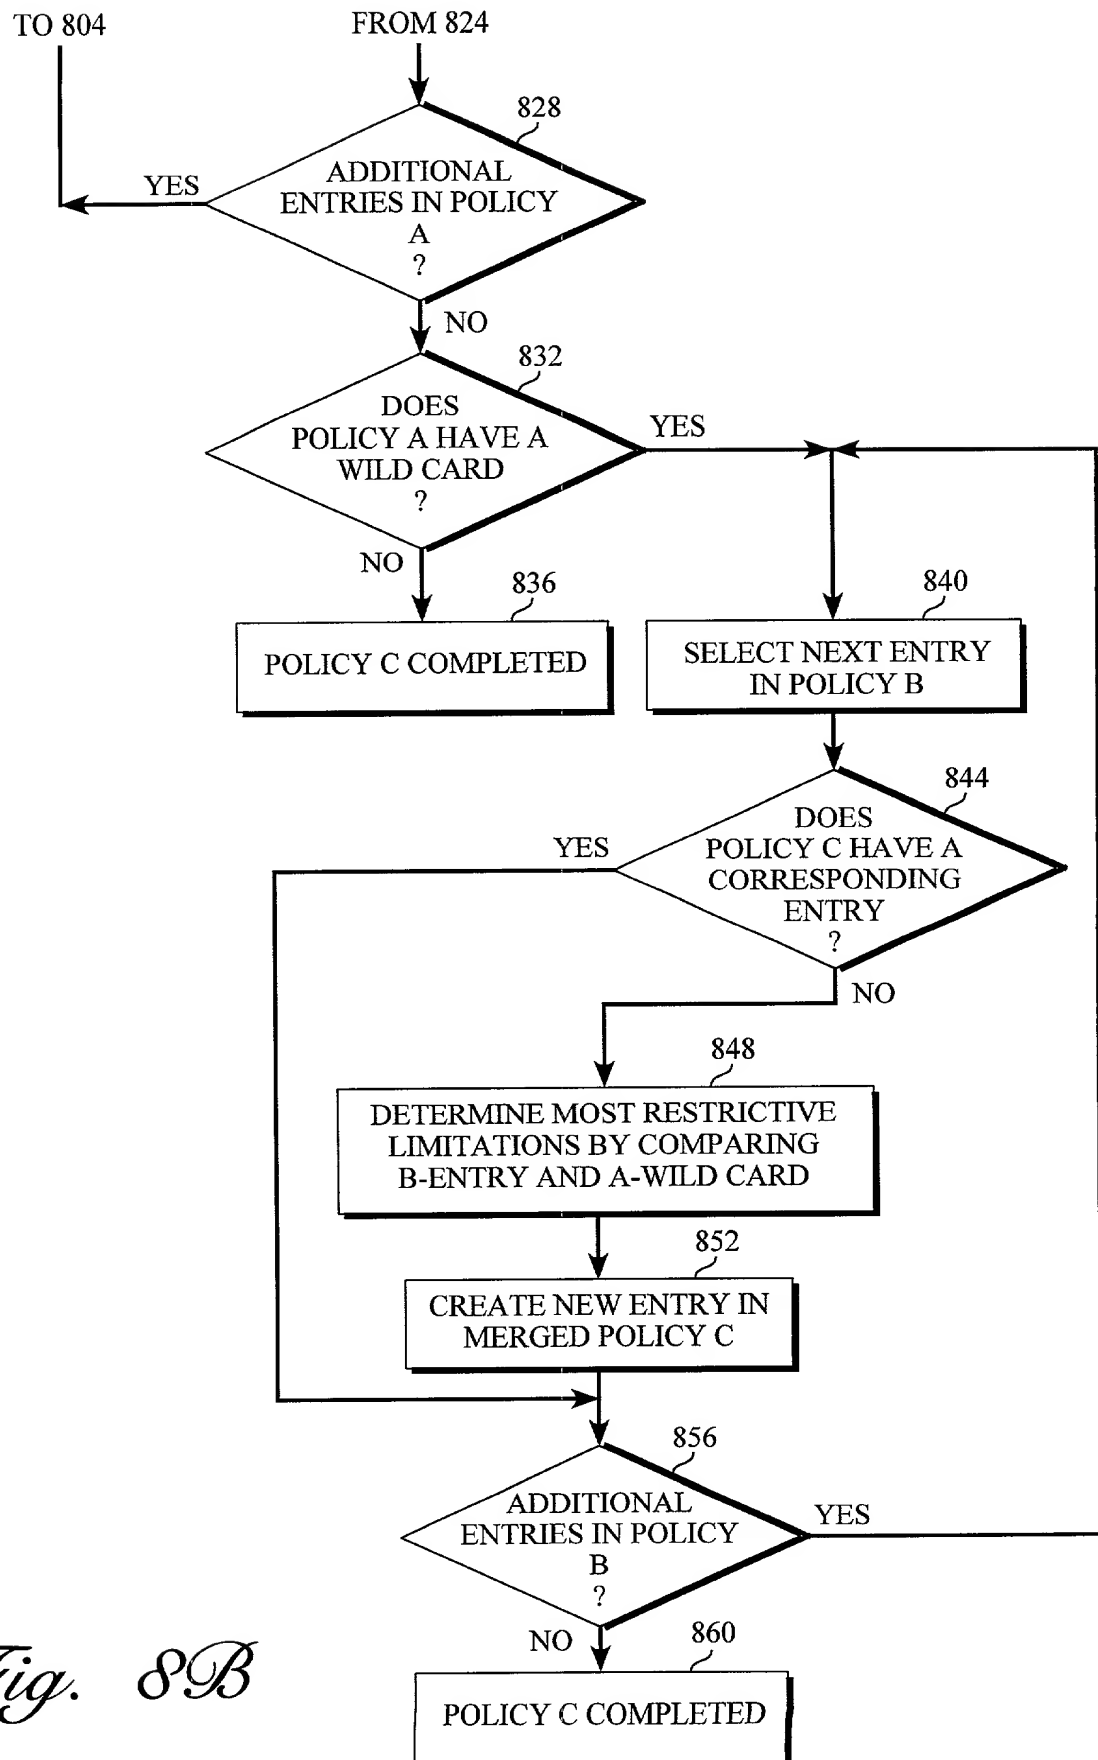 TO 804
FROM 824
828
ADDITIONAL
ENTRIES IN POLICY
A
?
YES
NO
832
DOES
POLICY A HAVE A
WILD CARD
?
YES
NO
836
POLICY C COMPLETED
840
SELECT NEXT ENTRY
IN POLICY B
844
DOES
POLICY C HAVE A
CORRESPONDING
ENTRY
?
YES
NO
848
DETERMINE MOST RESTRICTIVE
LIMITATIONS BY COMPARING
B-ENTRY AND A-WILD CARD
852
CREATE NEW ENTRY IN
MERGED POLICY C
856
ADDITIONAL
ENTRIES IN POLICY
B
?
YES
NO
860
POLICY C COMPLETED
Fig. 8B